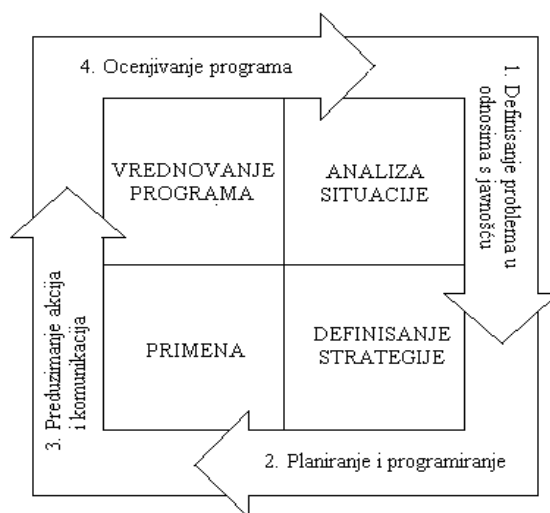 4. Ocenjivanje programa
1. Definisanje problema u
odnosima s javnošću
VREDNOVANJE
PROGRAMA
ANALIZA
SITUACIJE
PRIMENA
DEFINISANJE
STRATEGIJE
3. Preduzimanje akcija
i komunikacija
2. Planiranje i programiranje